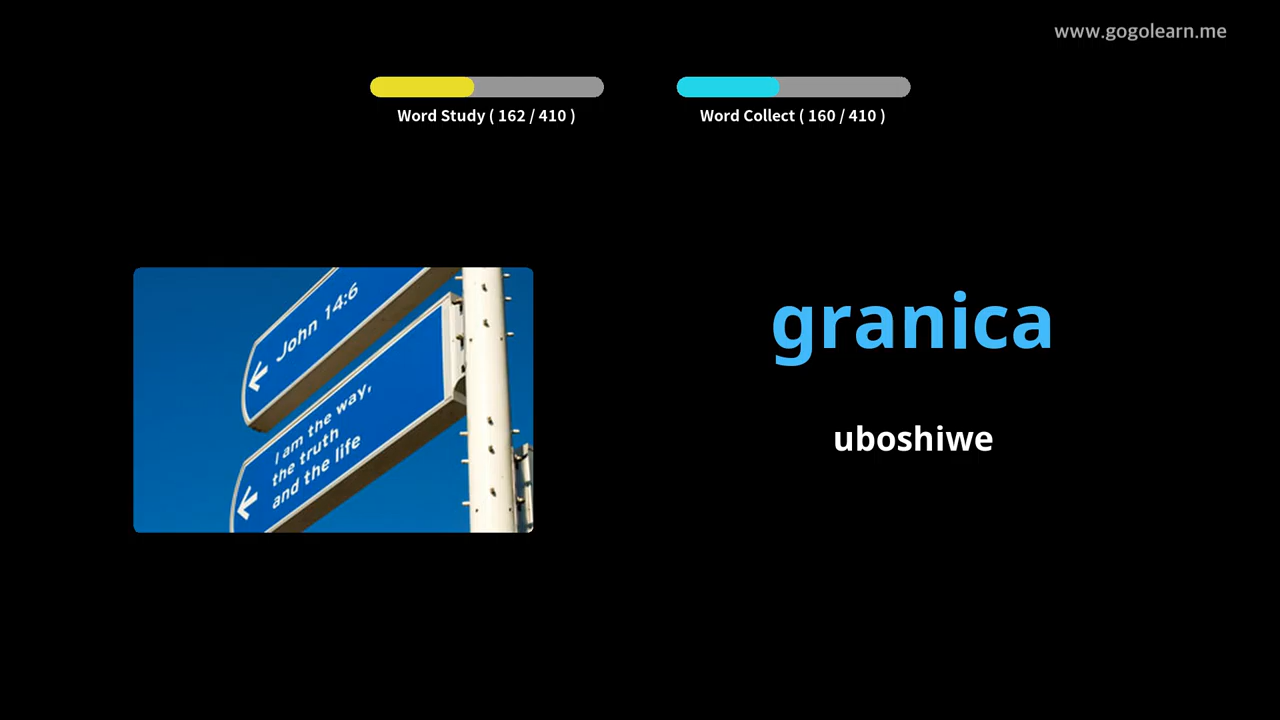 www.gogolearn.me
Word Study ( 162 / 410 )
Word Collect ( 160 / 410 )
John 14:6
I am the way,
the truth
and the life
granica
uboshiwe